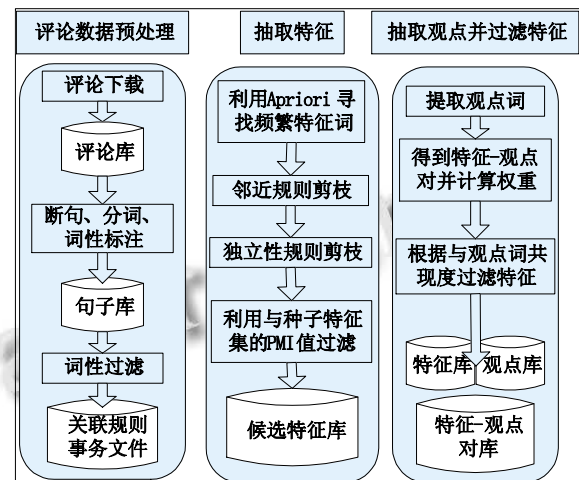 评论数据预处理
评论下载
评论库
断句、分词、
词性标注
句子库
词性过滤
关联规则
事务文件
抽取特征
利用Apriori 寻
找频繁特征词
邻近规则剪枝
独立性规则剪枝
利用与种子特征
集的PMI值过滤
候选特征库
抽取观点并过滤特征
提取观点词
得到特征-观点
对并计算权重
根据与观点词共
现度过滤特征
特征库
观点库
特征-观点
对库